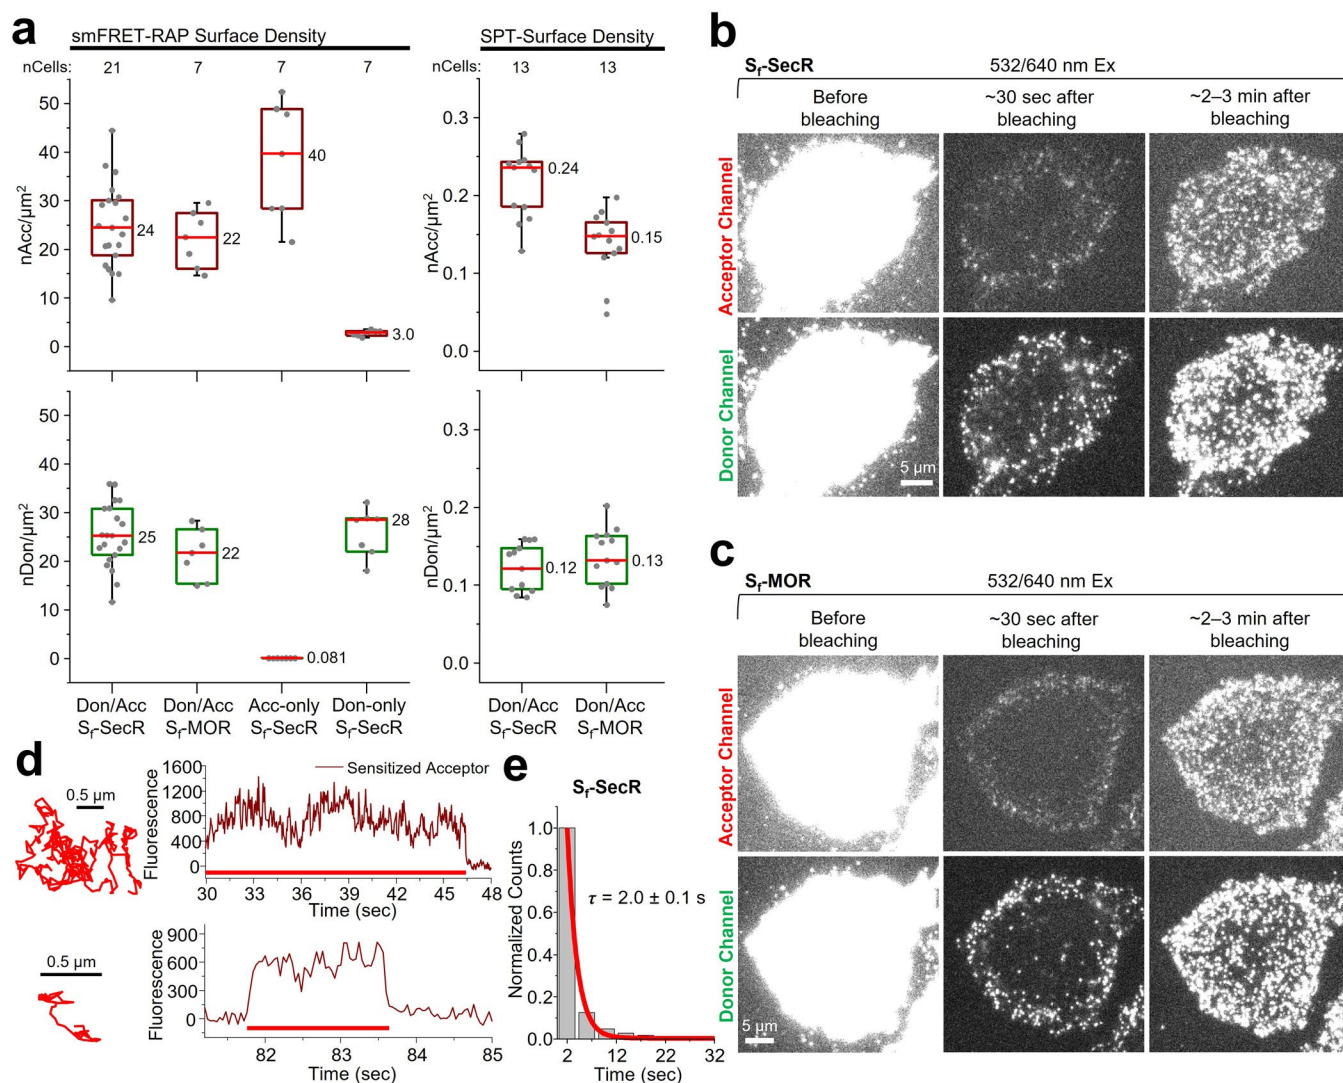 a
smFRET-RAP Surface Density
nCells: 21 7 7 7
nAcc/µm²
50
40
30
20
10
0
24
22
40
3.0
SPT-Surface Density
nCells: 13 13
nAcc/µm²
0.3
0.2
0.1
0.0
0.24
0.15
nDon/µm²
50
40
30
20
10
0
25
22
0.081
28
Don/Acc Don/Acc Acc-only Don-only
Sf-SecR Sf-MOR Sf-SecR Sf-SecR
nDon/µm²
0.3
0.2
0.1
0.0
0.12
0.13
Don/Acc Don/Acc
Sf-SecR Sf-MOR
b
Sf-SecR 532/640 nm Ex
Before ~30 sec after ~2–3 min after
bleaching bleaching bleaching
Acceptor Channel
Donor Channel
5 µm
c
Sf-MOR 532/640 nm Ex
Before ~30 sec after ~2–3 min after
bleaching bleaching bleaching
Acceptor Channel
Donor Channel
5 µm
d
0.5 µm
Fluorescence
1600
1200
800
400
0
Sensitized Acceptor
30 33 36 39 42 45 48
Time (sec)
0.5 µm
Fluorescence
900
600
300
0
82 83 84 85
Time (sec)
e
Sf-SecR
Normalized Counts
1.0
0.8
0.6
0.4
0.2
0.0
τ = 2.0 ± 0.1 s
2 12 22 32
Time (sec)